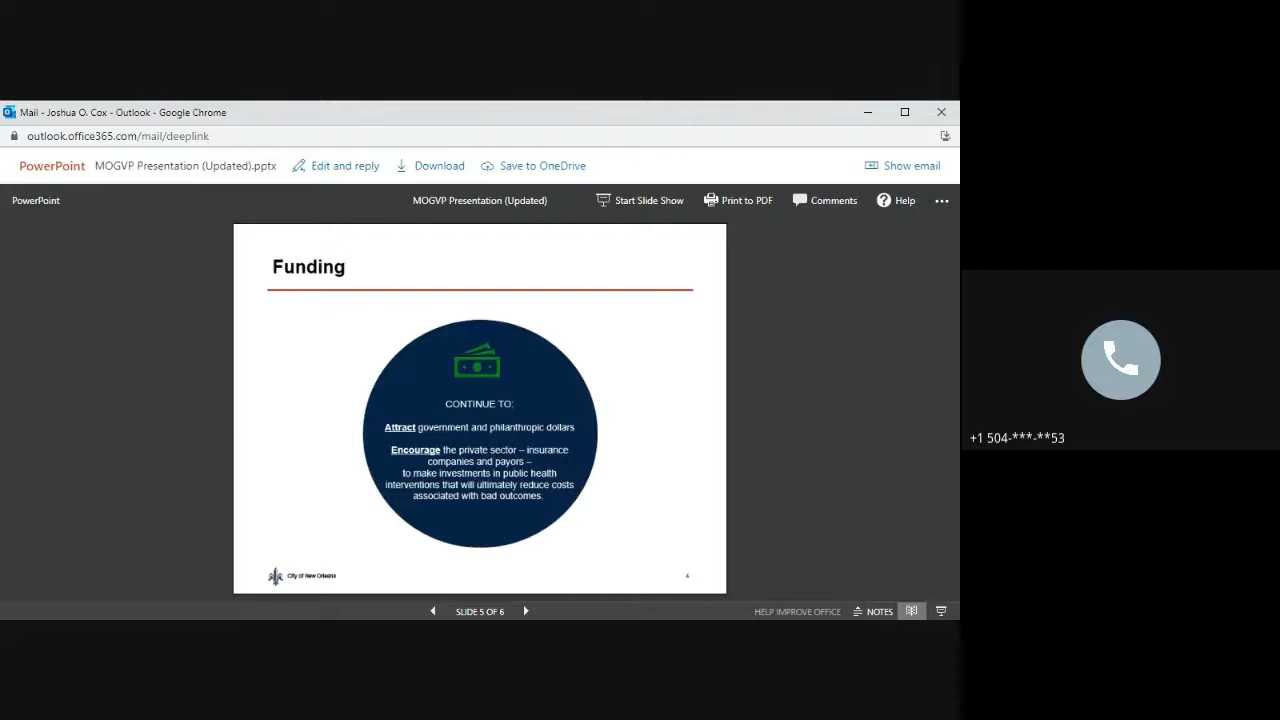 Mail - Joshua O. Cox - Outlook - Google Chrome
outlook.office365.com/mail/deeplink
PowerPoint MOGVP Presentation (Updated).pptx Edit and reply Download Save to OneDrive Show email
PowerPoint MOGVP Presentation (Updated) Start Slide Show Print to PDF Comments Help ...
Funding
CONTINUE TO:
Attract government and philanthropic dollars
Encourage the private sector – insurance
companies and payors –
to make investments in public health
interventions that will ultimately reduce costs
associated with bad outcomes.
City of New Orleans
SLIDE 5 OF 6 HELP IMPROVE OFFICE NOTES
+1 504-***-**53